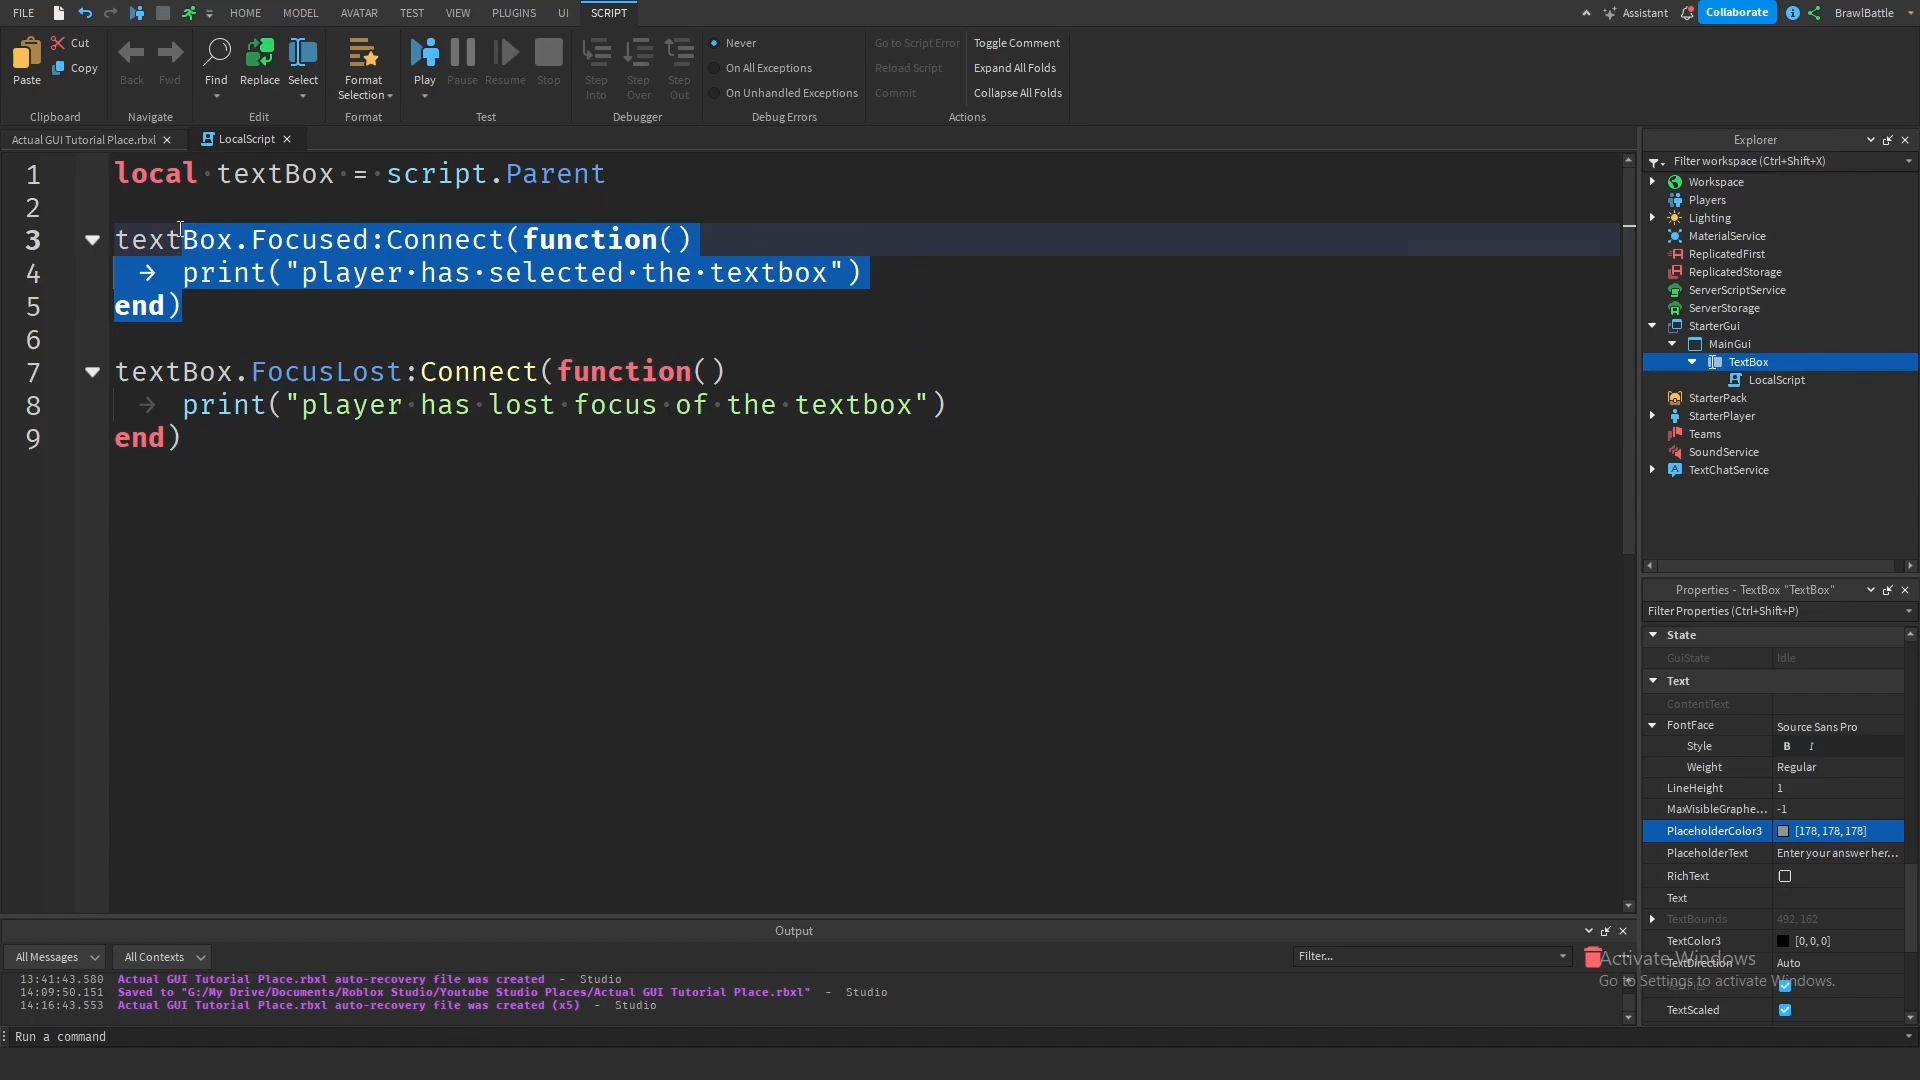 FILE HOME MODEL AVATAR TEST VIEW PLUGINS UI SCRIPT Assistant Collaborate BrawlBattle
Paste Cut Copy Back Fwd Find Replace Select Format Selection Play Pause Resume Stop Step Into Step Over Step Out
Never
On All Exceptions
On Unhandled Exceptions
Go to Script Error
Reload Script
Commit
Toggle Comment
Expand All Folds
Collapse All Folds
Clipboard Navigate Edit Format Test Debugger Debug Errors Actions
Actual GUI Tutorial Place.rbxl LocalScript
1 local textBox = script.Parent
2
3 textBox.Focused:Connect(function()
4 print("player has selected the textbox")
5 end)
6
7 textBox.FocusLost:Connect(function()
8 print("player has lost focus of the textbox")
9 end)
Explorer
Filter workspace (Ctrl+Shift+X)
Workspace
Players
Lighting
MaterialService
ReplicatedFirst
ReplicatedStorage
ServerScriptService
ServerStorage
StarterGui
MainGui
TextBox
LocalScript
StarterPack
StarterPlayer
Teams
SoundService
TextChatService
Properties - TextBox "TextBox"
Filter Properties (Ctrl+Shift+P)
State
GuiState Idle
Text
ContentText
FontFace Source Sans Pro
Style B I
Weight Regular
LineHeight 1
MaxVisibleGraphe... -1
PlaceholderColor3 [178, 178, 178]
PlaceholderText Enter your answer her...
RichText
Text
TextBounds 492, 162
TextColor3 [0, 0, 0]
TextDirection Auto
TextScaled
Activate Windows
Go to Settings to activate Windows.
Output
All Messages All Contexts Filter...
13:41:43.580 Actual GUI Tutorial Place.rbxl auto-recovery file was created - Studio
14:09:50.151 Saved to "G:/My Drive/Documents/Roblox Studio/Youtube Studio Places/Actual GUI Tutorial Place.rbxl" - Studio
14:16:43.553 Actual GUI Tutorial Place.rbxl auto-recovery file was created (x5) - Studio
Run a command